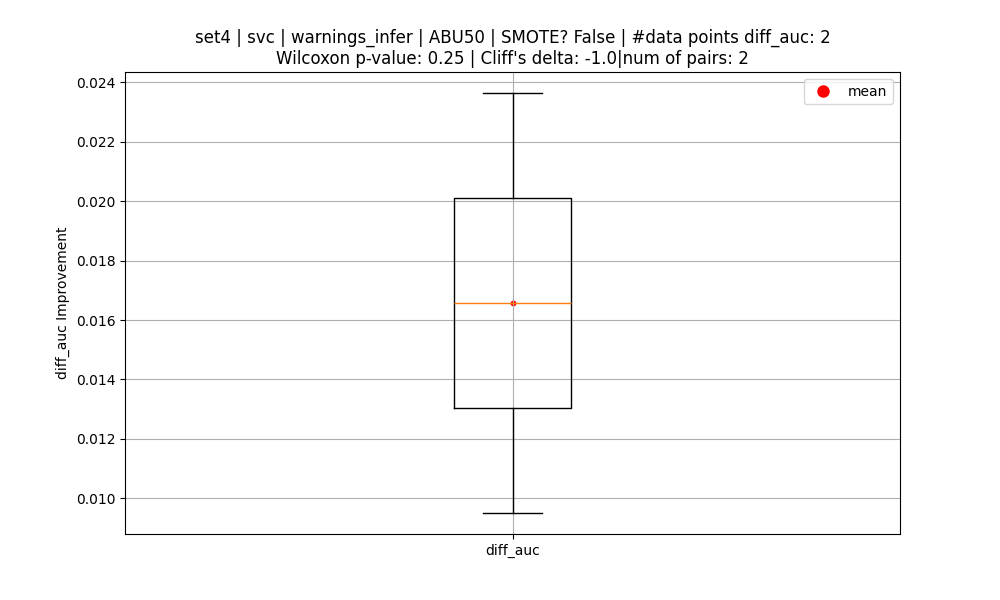 set4 | svc | warnings_infer | ABU50 | SMOTE? False | #data points diff_auc: 2
Wilcoxon p-value: 0.25 | Cliff's delta: -1.0|num of pairs: 2
mean
0.024
0.022
0.020
0.018
0.016
0.014
0.012
0.010
diff_auc Improvement
diff_auc